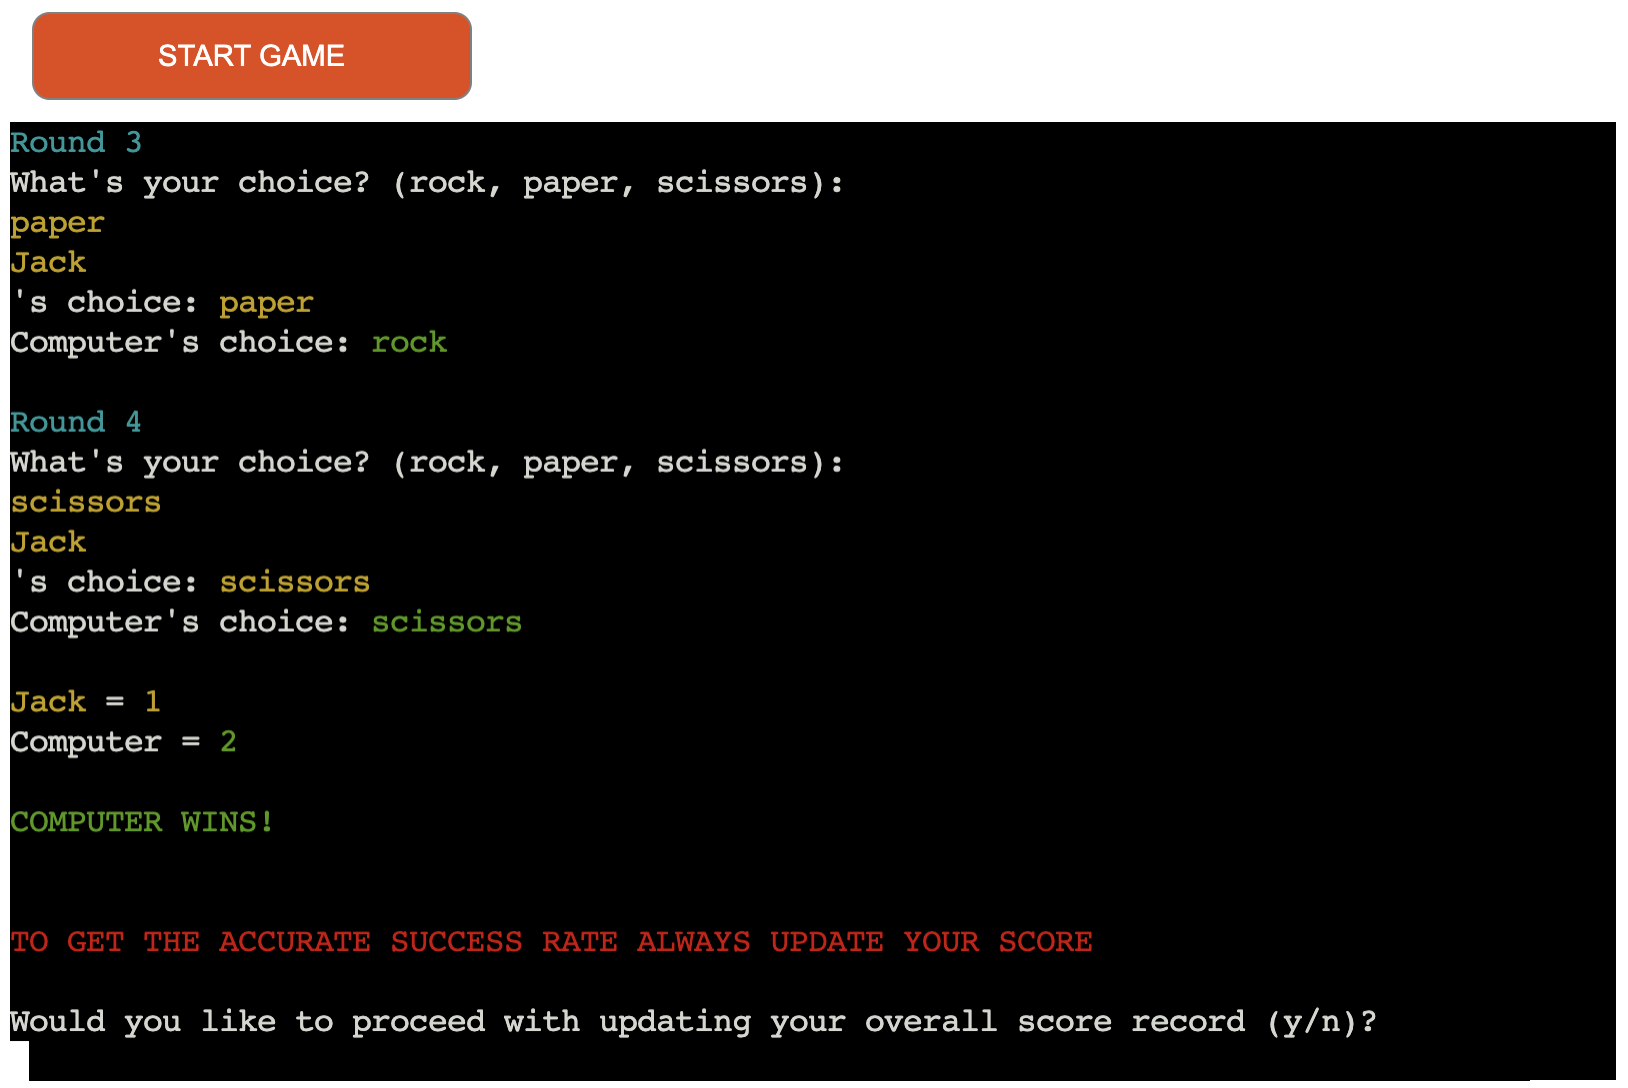 START GAME
Round 3
What's your choice? (rock, paper, scissors):
paper
Jack
's choice: paper
Computer's choice: rock
Round 4
What's your choice? (rock, paper, scissors):
scissors
Jack
's choice: scissors
Computer's choice: scissors
Jack = 1
Computer = 2
COMPUTER WINS!
TO GET THE ACCURATE SUCCESS RATE ALWAYS UPDATE YOUR SCORE
Would you like to proceed with updating your overall score record (y/n)?